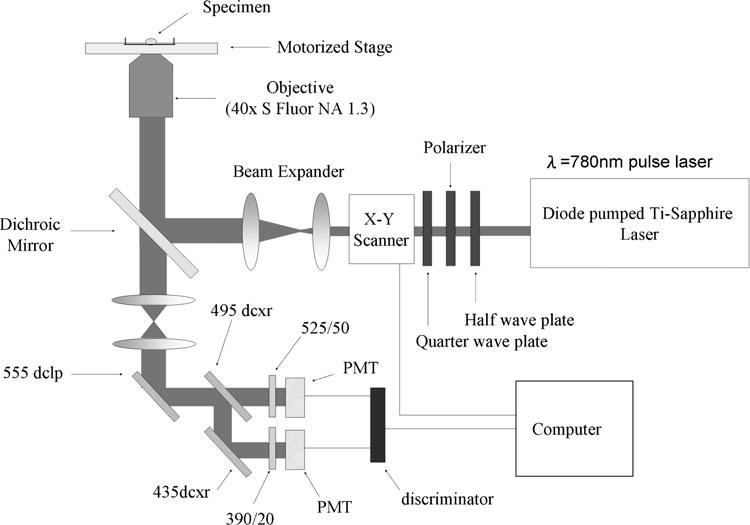 Specimen
Motorized Stage
Objective
(40x S Fluor NA 1.3)
Polarizer
λ =780nm pulse laser
Beam Expander
X-Y
Scanner
Diode pumped Ti-Sapphire
Laser
Dichroic
Mirror
Half wave plate
Quarter wave plate
495 dcxr
525/50
555 dclp
PMT
Computer
435dcxr
390/20
PMT
discriminator